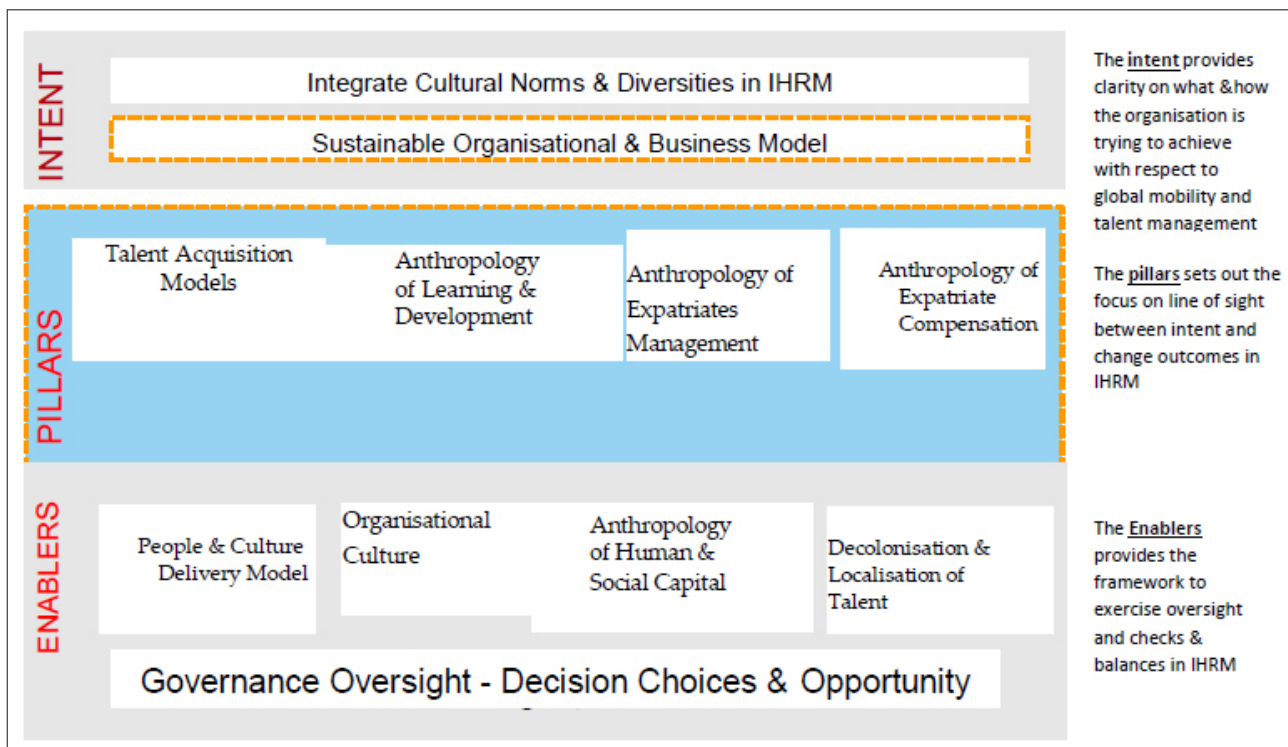 INTENT
Integrate Cultural Norms & Diversities in IHRM
Sustainable Organisational & Business Model
The intent provides
clarity on what &how
the organisation is
trying to achieve
with respect to
global mobility and
talent management
PILLARS
Talent Acquisition
Models
Anthropology
of Learning &
Development
Anthropology of
Expatriates
Management
Anthropology of
Expatriate
Compensation
The pillars sets out the
focus on line of sight
between intent and
change outcomes in
IHRM
ENABLERS
People & Culture
Delivery Model
Organisational
Culture
Anthropology
of Human &
Social Capital
Decolonisation &
Localisation of
Talent
Governance Oversight - Decision Choices & Opportunity
The Enablers
provides the
framework to
exercise oversight
and checks &
balances in IHRM